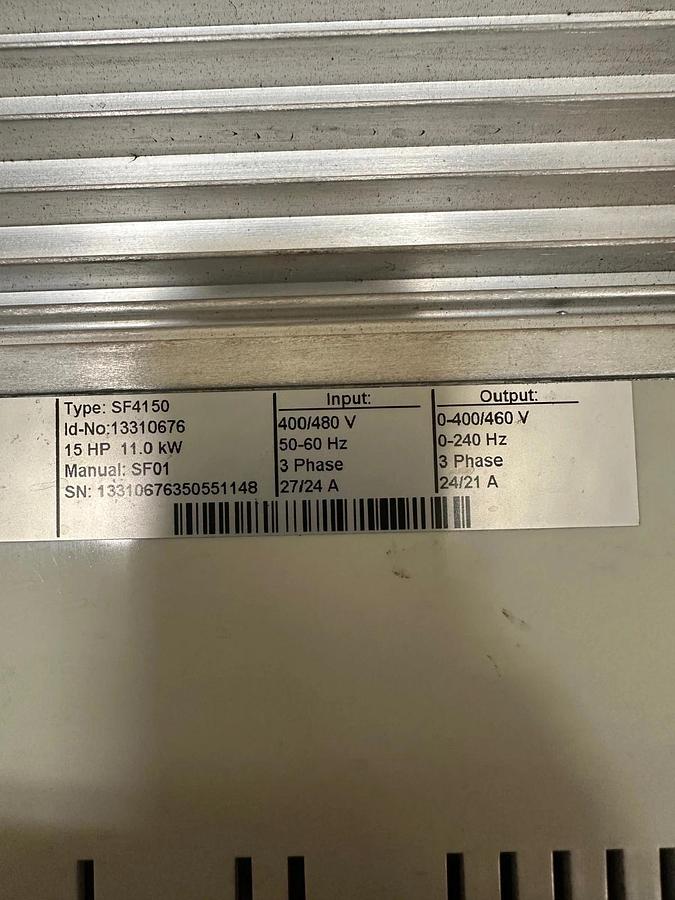 Type: SF4150
Id-No:13310676
15 HP 11.0 kW
Manual: SF01
SN: 13310676350551148
Input:
400/480 V
50-60 Hz
3 Phase
27/24 A
Output:
0-400/460 V
0-240 Hz
3 Phase
24/21 A